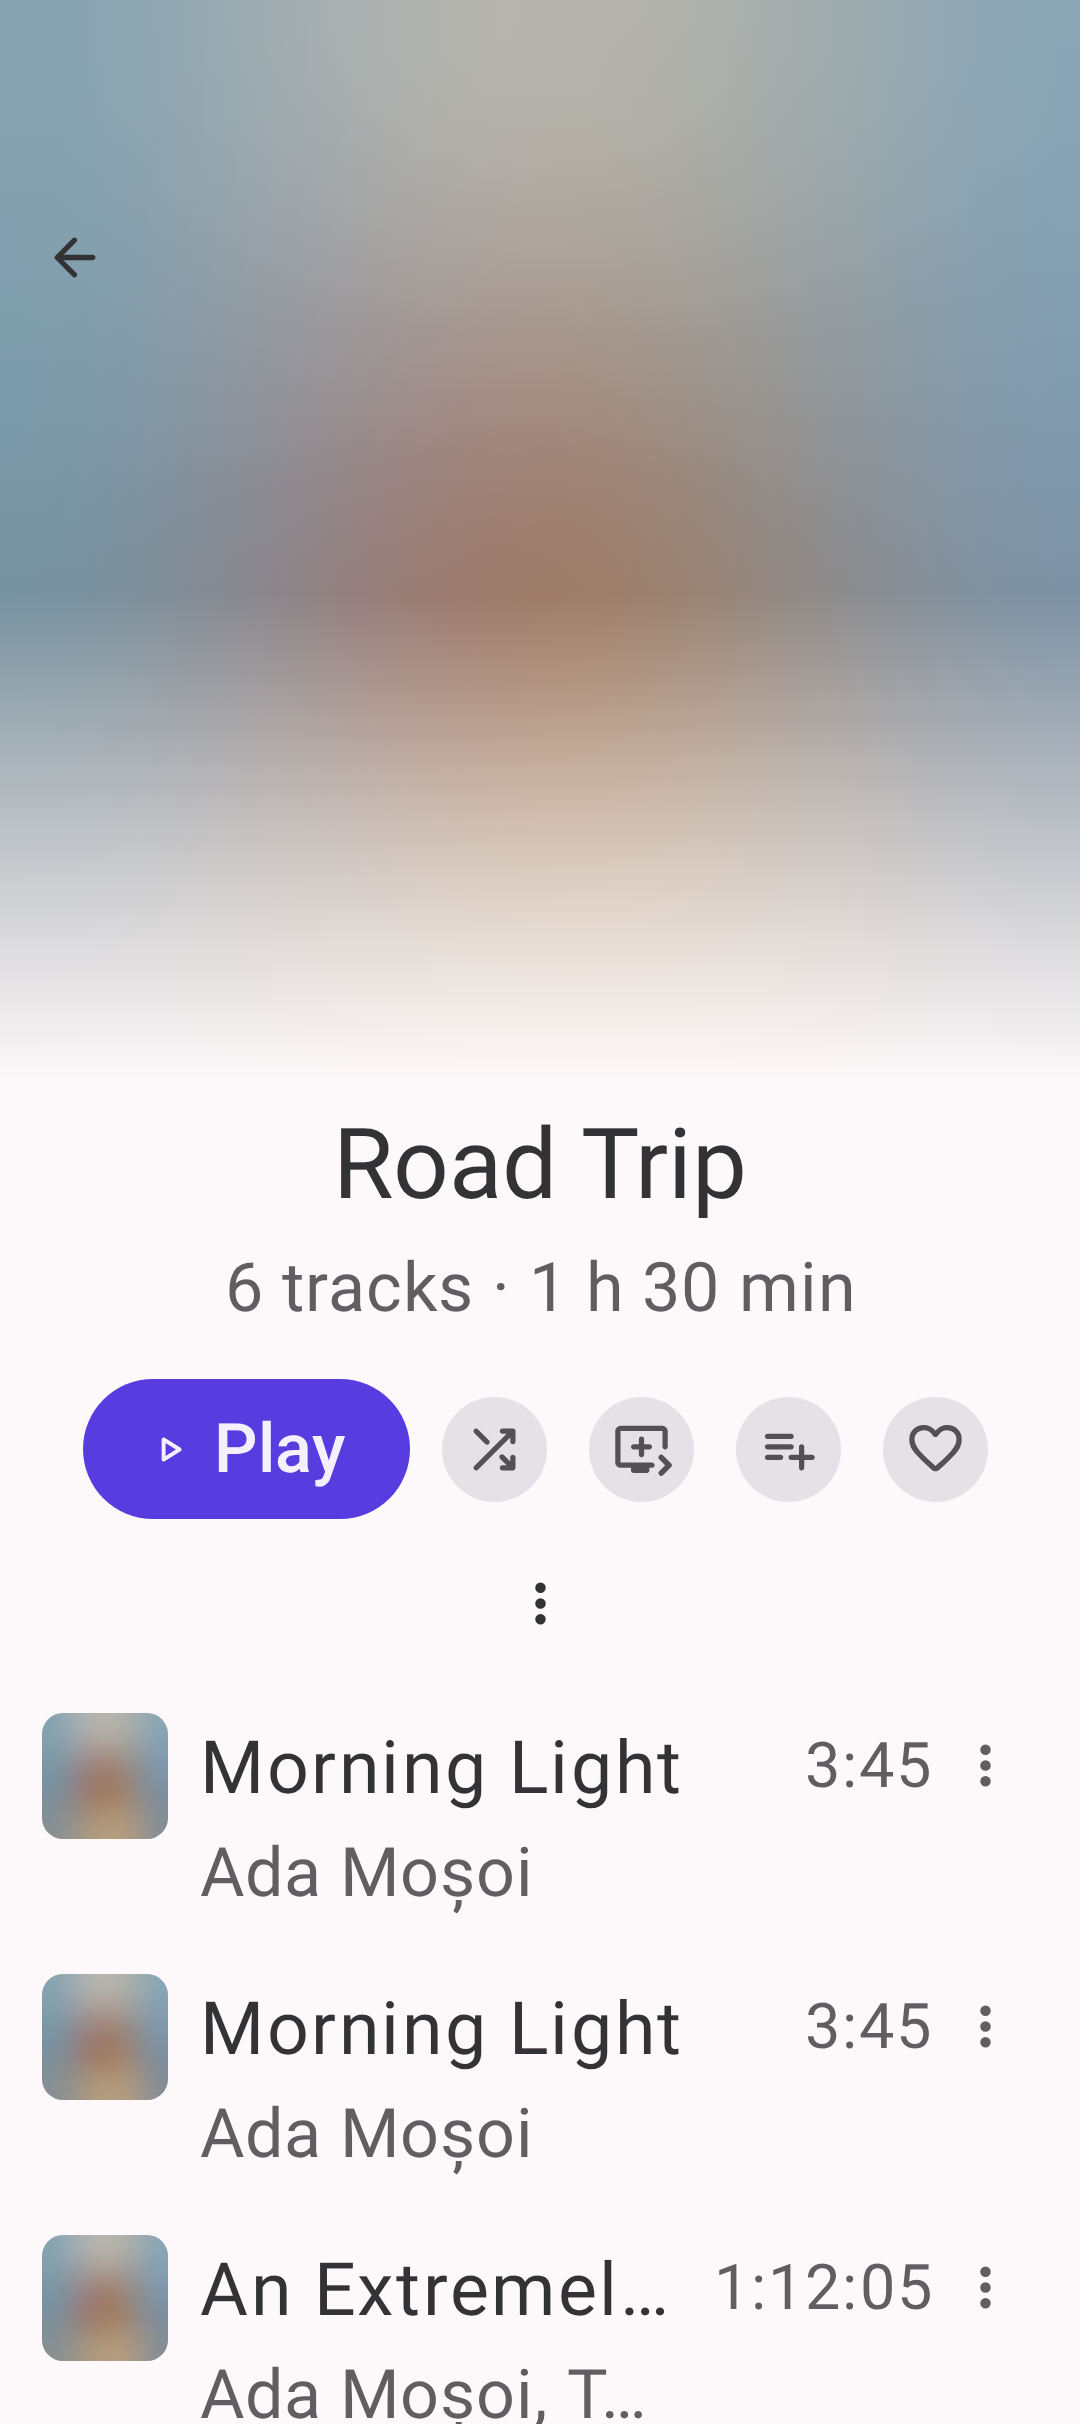 Road Trip
6 tracks · 1 h 30 min
Play
Morning Light 3:45
Ada Moșoi
Morning Light 3:45
Ada Moșoi
An Extremel… 1:12:05
Ada Moșoi, T…